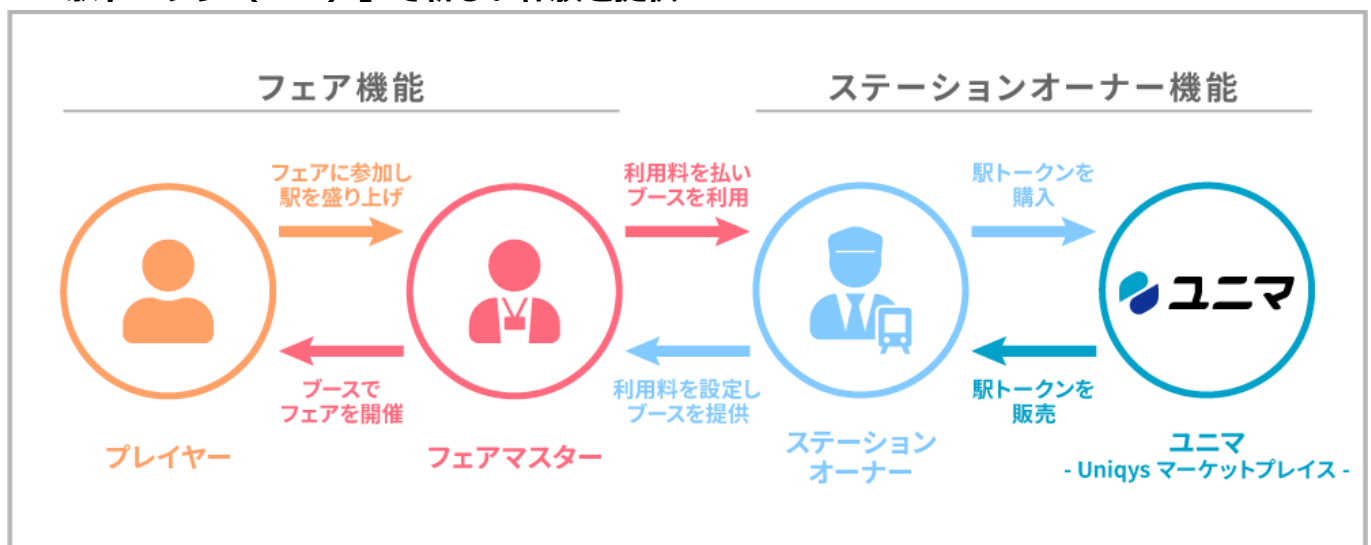 フェア機能
ステーションオーナー機能
フェアに参加し
駅を盛り上げ
利用料を払い
ブースを利用
駅トークンを
購入
ユニマ
ブースで
フェアを開催
利用料を設定し
ブースを提供
駅トークンを
販売
プレイヤー
フェアマスター
ステーション
オーナー
ユニマ
- Uniqys マーケットプレイス -